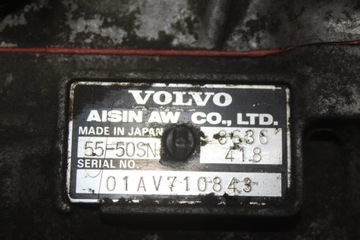 VOLVO
AISIN AW CO., LTD.
MADE IN JAPAN 8636
55-50SN 41.8
SERIAL NO.
01AV710843